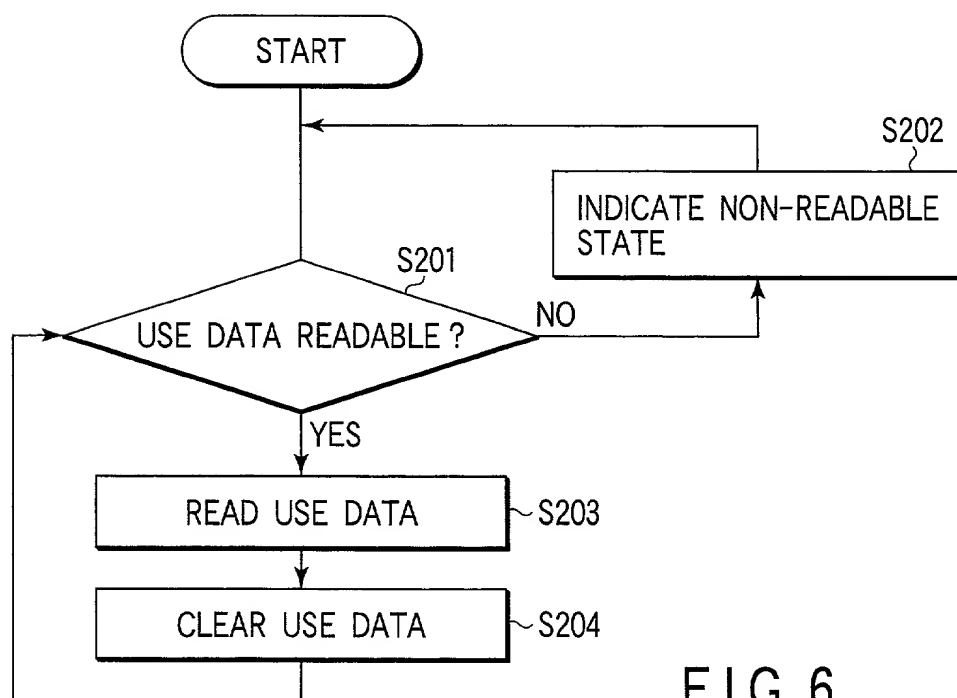 START
S202
INDICATE NON-READABLE
STATE
S201
USE DATA READABLE ?
NO
YES
READ USE DATA
S203
CLEAR USE DATA
S204
FIG. 6